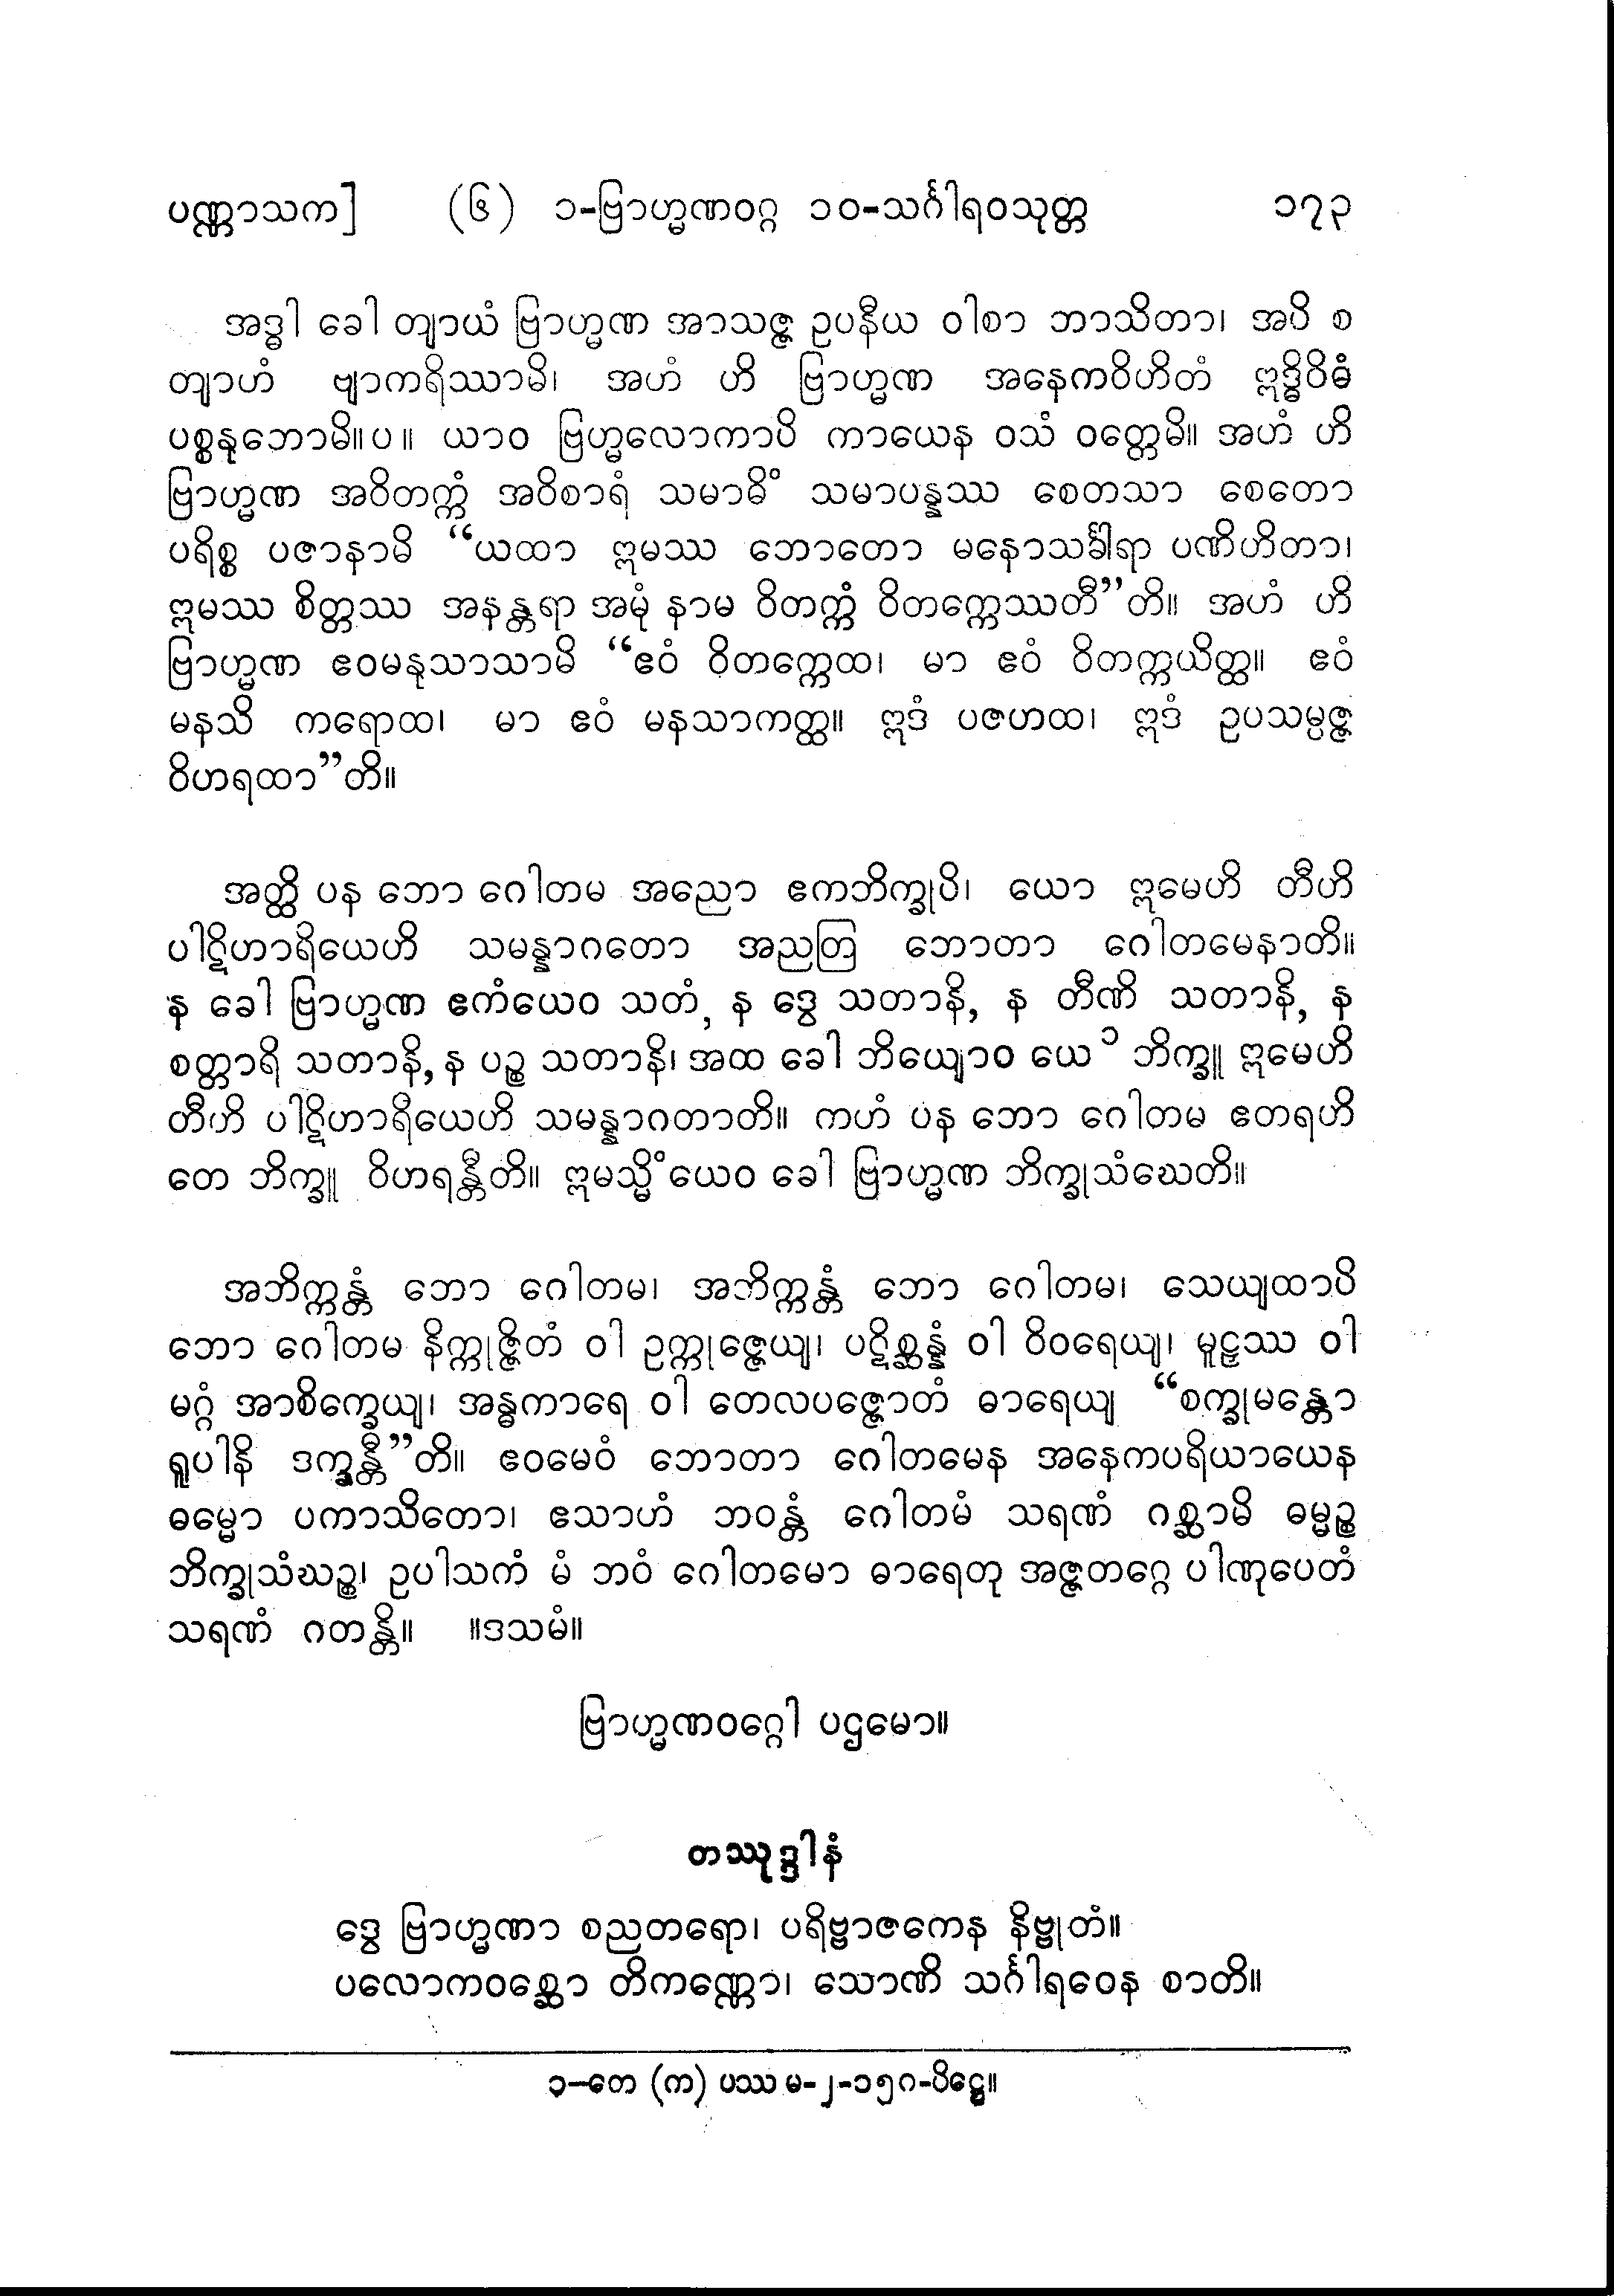 ပဏ္ဏာသက] (၆) ၁-ဗြာဟ္မဏဝဂ္ဂ ၁၀-သင်္ဂါရဝသုတ္တ ၁၇၃
အဒ္ဓါ ခေါ တျာယံ ဗြာဟ္မဏ အာသဇ္ဇ ဥပနီယ ဝါစာ ဘာသိတာ၊ အပိ စ
တျာဟံ ဗျာကရိဿာမိ၊ အဟံ ဟိ ဗြာဟ္မဏ အနေကဝိဟိတံ ဣဒ္ဓိဝိဓံ
ပစ္စနုဘောမိ။ပ။ ယာဝ ဗြဟ္မလောကာပိ ကာယေန ဝသံ ဝတ္တေမိ။ အဟံ ဟိ
ဗြာဟ္မဏ အဝိတက္ကံ အဝိစာရံ သမာဓိံ သမာပန္နဿ စေတသာ စေတော
ပရိစ္စ ပဇာနာမိ “ယထာ ဣမဿ ဘောတော မနောသင်္ခါရာ ပဏိဟိတာ၊
ဣမဿ စိတ္တဿ အနန္တရာ အမုံ နာမ ဝိတက္ကံ ဝိတက္ကေဿတီ”တိ။ အဟံ ဟိ
ဗြာဟ္မဏ ဧဝမနုသာသာမိ “ဧဝံ ဝိတက္ကေထ၊ မာ ဧဝံ ဝိတက္ကယိတ္ထ။ ဧဝံ
မနသိ ကရောထ၊ မာ ဧဝံ မနသာကတ္ထ။ ဣဒံ ပဇဟထ၊ ဣဒံ ဥပသမ္ပဇ္ဇ
ဝိဟရထာ”တိ။
အတ္ထိ ပန ဘော ဂေါတမ အညော ဧကဘိက္ခုပိ၊ ယော ဣမေဟိ တီဟိ
ပါဋိဟာရိယေဟိ သမန္နာဂတော အညတြ ဘောတာ ဂေါတမေနာတိ။
န ခေါ ဗြာဟ္မဏ ဧကံယေဝ သတံ, န ဒွေ သတာနိ, န တီဏိ သတာနိ, န
စတ္တာရိ သတာနိ, န ပဉ္စ သတာနိ၊ အထ ခေါ ဘိယျောဝ ယေ ၁ ဘိက္ခူ ဣမေဟိ
တီဟိ ပါဋိဟာရိယေဟိ သမန္နာဂတာတိ။ ကဟံ ပန ဘော ဂေါတမ ဧတရဟိ
တေ ဘိက္ခူ ဝိဟရန္တီတိ။ ဣမသ္မိံယေဝ ခေါ ဗြာဟ္မဏ ဘိက္ခုသံဃေတိ။
အဘိက္ကန္တံ ဘော ဂေါတမ၊ အဘိက္ကန္တံ ဘော ဂေါတမ၊ သေယျထာပိ
ဘော ဂေါတမ နိက္ကုဇ္ဇိတံ ဝါ ဥက္ကုဇ္ဇေယျ၊ ပဋိစ္ဆန္နံ ဝါ ဝိဝရေယျ၊ မူဠှဿ ဝါ
မဂ္ဂံ အာစိက္ခေယျ၊ အန္ဓကာရေ ဝါ တေလပဇ္ဇောတံ ဓာရေယျ “စက္ခုမန္တော
ရူပါနိ ဒက္ခန္တီ”တိ။ ဧဝမေဝံ ဘောတာ ဂေါတမေန အနေကပရိယာယေန
ဓမ္မော ပကာသိတော၊ ဧသာဟံ ဘဝန္တံ ဂေါတမံ သရဏံ ဂစ္ဆာမိ ဓမ္မဉ္စ
ဘိက္ခုသံဃဉ္စ၊ ဥပါသကံ မံ ဘဝံ ဂေါတမော ဓာရေတု အဇ္ဇတဂ္ဂေ ပါဏုပေတံ
သရဏံ ဂတန္တိ။ ။ဒသမံ။
ဗြာဟ္မဏဝဂ္ဂေါ ပဌမော။
တဿုဒ္ဒါနံ
ဒွေ ဗြာဟ္မဏာ စညတရော၊ ပရိဗ္ဗာဇကေန နိဗ္ဗုတံ။
ပလောကဝစ္ဆော တိကဏ္ဏော၊ သောဏိ သင်္ဂါရဝေန စာတိ။
၁-တေ (က) ပဿ မ-၂-၁၅ဂ-ပိဋ္ဌေ။